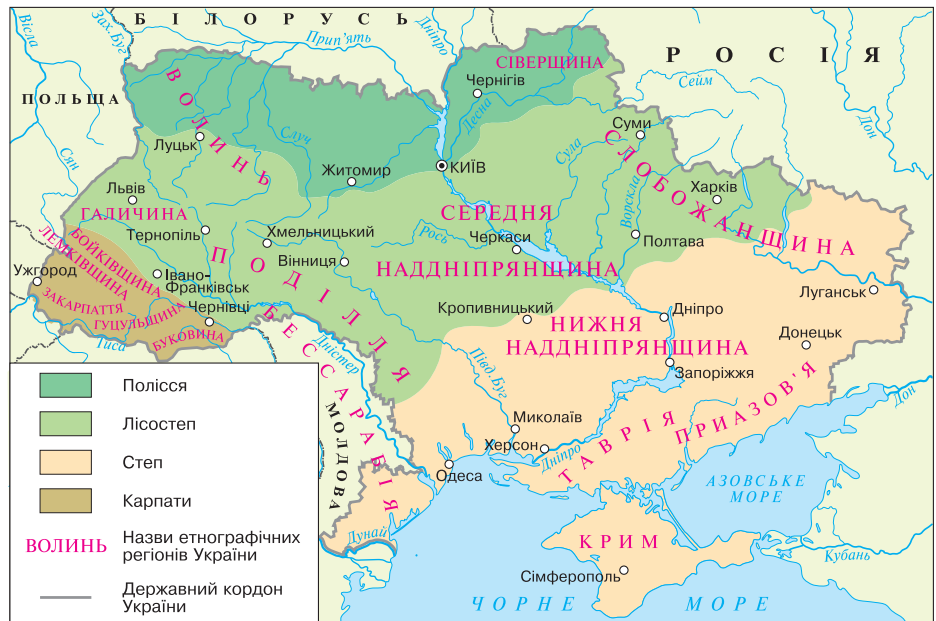 БІЛОРУСЬ
Вісла
Зах.Буг
Прип'ять
Дніпро
РОСІЯ
СІВЕРЩИНА
Чернігів
Десна
Сейм
ПОЛЬЩА
ВОЛИНЬ
Случ
Луцьк
Сян
Житомир
КИЇВ
Сула
Суми
Дон
СЛОБОЖАНЩИНА
Ворскла
Харків
Львів
ГАЛИЧИНА
Тернопіль
Хмельницький
СЕРЕДНЯ
НАДДНІПРЯНЩИНА
Рось
Черкаси
Полтава
Вінниця
ПОДІЛЛЯ
БОЙКІВЩИНА
ЛЕМКІВЩИНА
Ужгород
Івано-
Франківськ
ЗАКАРПАТТЯ
ГУЦУЛЬЩИНА
Чернівці
БУКОВИНА
Тиса
Кропивницький
НИЖНЯ
НАДДНІПРЯНЩИНА
Дніпро
Луганськ
Донецьк
Запоріжжя
БЕССАРАБІЯ
Дністер
Півд.Буг
МОЛДОВА
Миколаїв
Херсон
Дніпро
ТАВРІЯ
ПРИАЗОВ'Я
Дон
Одеса
АЗОВСЬКЕ
МОРЕ
Дунай
КРИМ
Сімферополь
Кубань
ЧОРНЕ МОРЕ
Полісся
Лісостеп
Степ
Карпати
ВОЛИНЬ
Назви етнографічних
регіонів України
Державний кордон
України